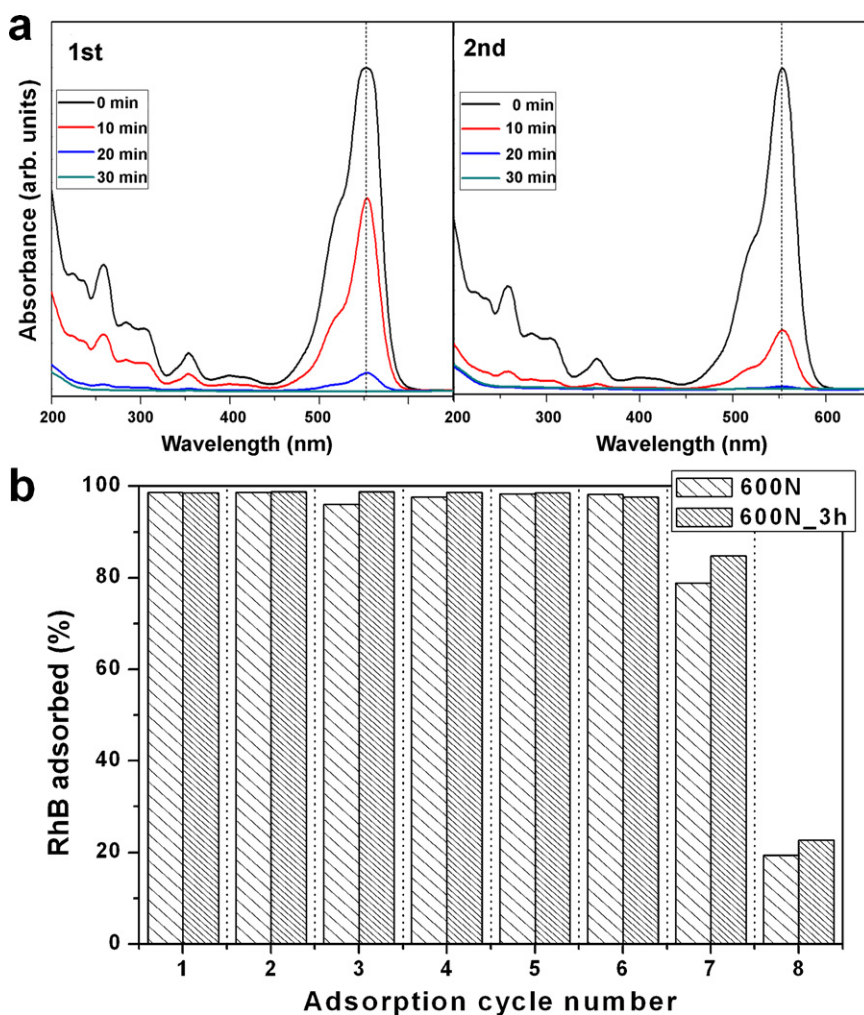 a
1st
0 min
10 min
20 min
30 min
Absorbance (arb. units)
200 300 400 500
Wavelength (nm)
2nd
0 min
10 min
20 min
30 min
200 300 400 500 600
Wavelength (nm)
b
600N
600N_3h
RhB adsorbed (%)
100
80
60
40
20
0
1 2 3 4 5 6 7 8
Adsorption cycle number